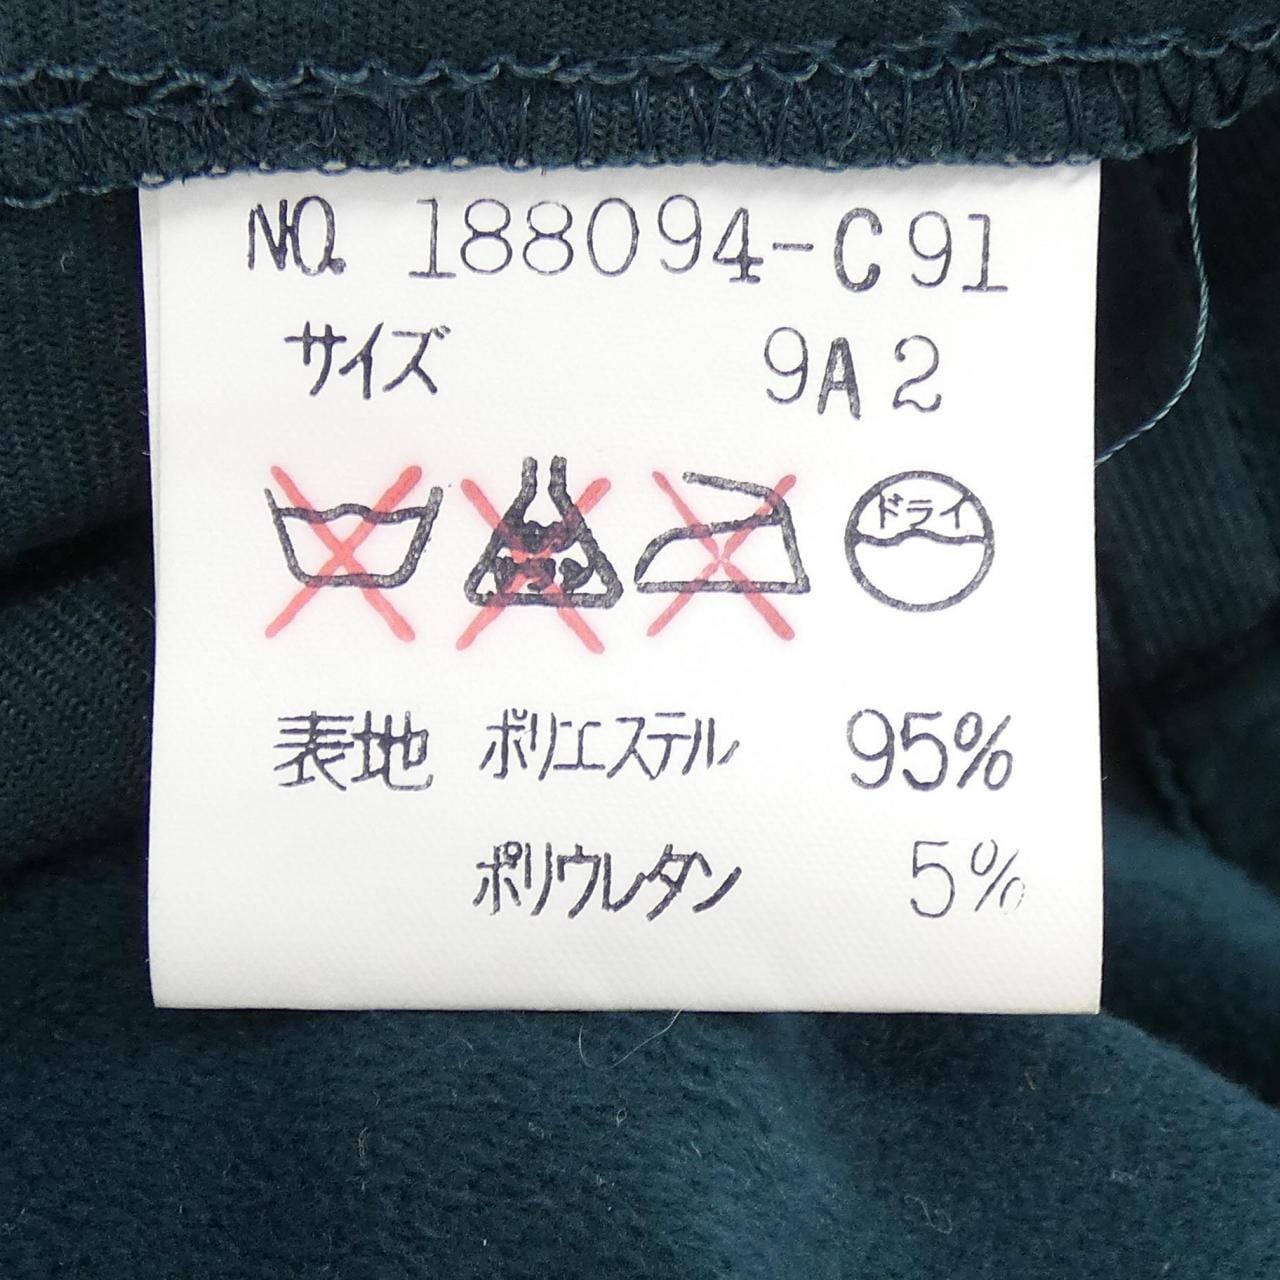 NO. 188094-C91
サイズ 9A2
ドライ
表地 ポリエステル 95%
ポリウレタン 5%